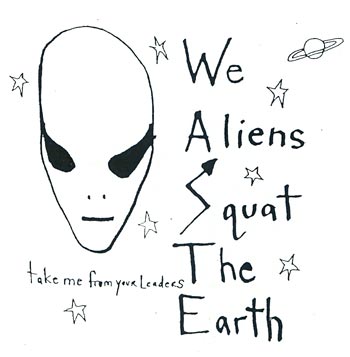 We
Aliens
Squat
The
Earth
take me from your Leaders